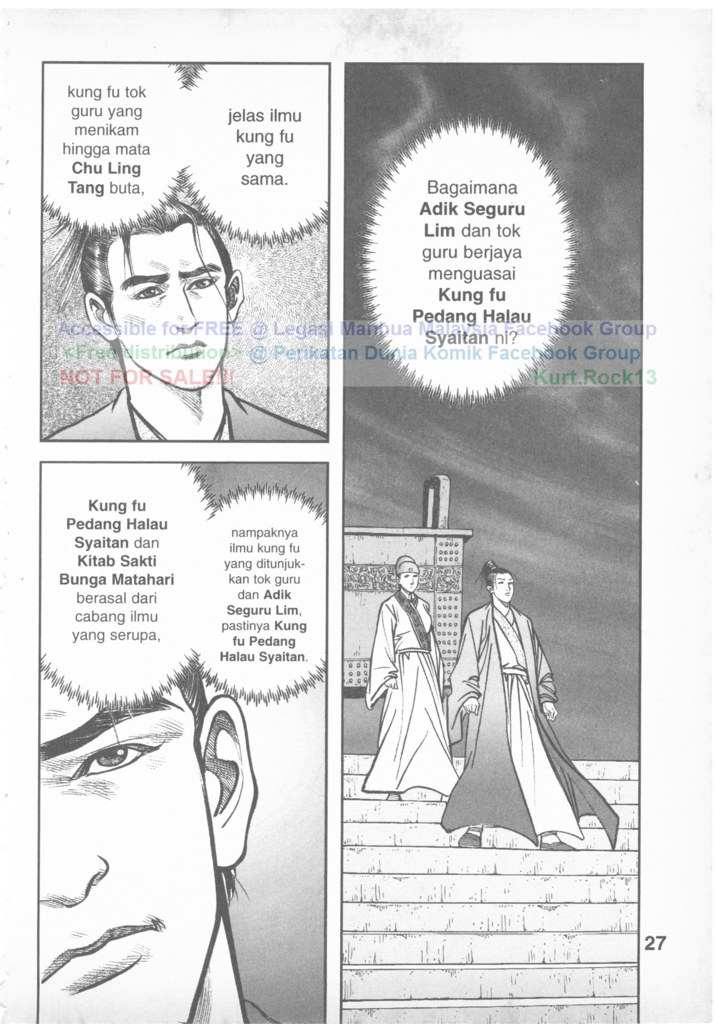 kung fu tok
guru yang
menikam
hingga mata
Chu Ling
Tang buta,
jelas ilmu
kung fu
yang
sama.
Kung fu
Pedang Halau
Syaitan dan
Kitab Sakti
Bunga Matahari
berasal dari
cabang ilmu
yang serupa,
nampaknya
ilmu kung fu
yang ditunjuk-
kan tok guru
dan Adik
Seguru Lim,
pastinya Kung
fu Pedang
Halau Syaitan.
Bagaimana
Adik Seguru
Lim dan tok
guru berjaya
menguasai
Kung fu
Pedang Halau
Syaitan ni?
Accessible for FREE @ Legasi Manhua Malaysia Facebook Group
<Free distribution> @ Perikatan Dunia Komik Facebook Group
NOT FOR SALE!!! Kurt.Rock13
27